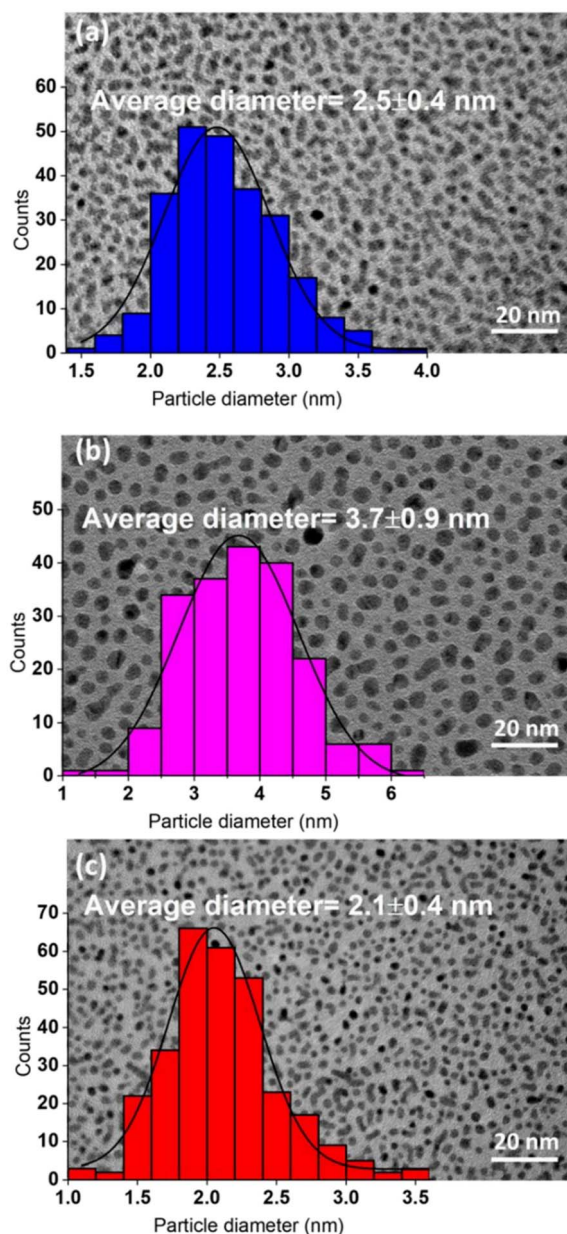 (a)
60
Average diameter= 2.5±0.4 nm
50
40
Counts
30
20
10
20 nm
0
1.5 2.0 2.5 3.0 3.5 4.0
Particle diameter (nm)
(b)
50
Average diameter= 3.7±0.9 nm
40
30
Counts
20
10
20 nm
0
1 2 3 4 5 6
Particle diameter (nm)
(c)
70
Average diameter= 2.1±0.4 nm
60
50
40
Counts
30
20
10
20 nm
0
1.0 1.5 2.0 2.5 3.0 3.5
Particle diameter (nm)